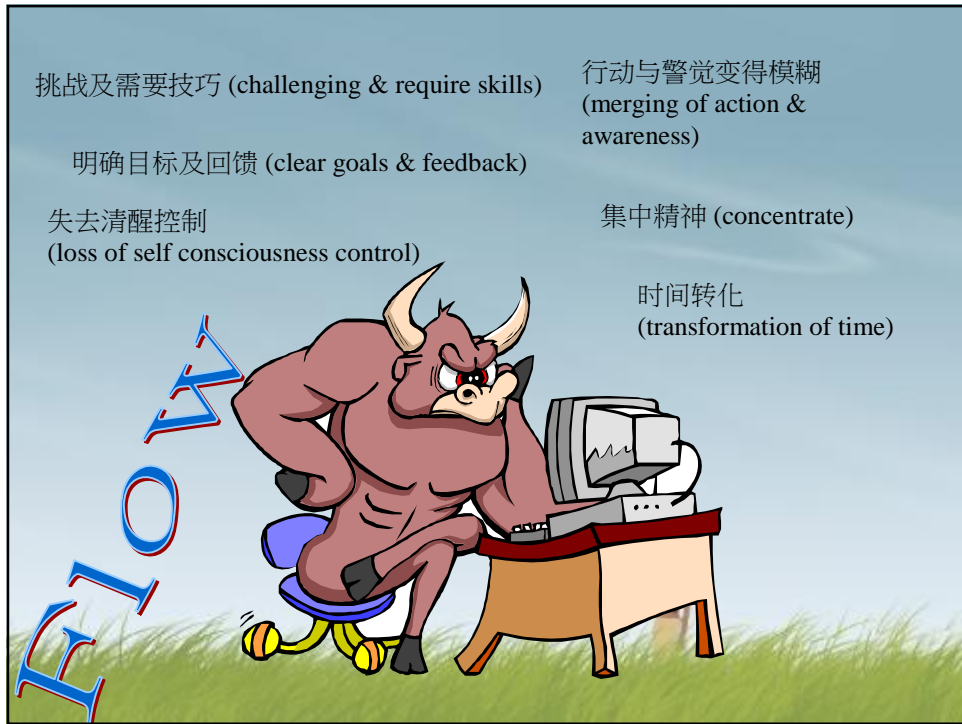 挑战及需要技巧 (challenging & require skills)
明确目标及回馈 (clear goals & feedback)
失去清醒控制
(loss of self consciousness control)
行动与警觉变得模糊
(merging of action &
awareness)
集中精神 (concentrate)
时间转化
(transformation of time)
Flow